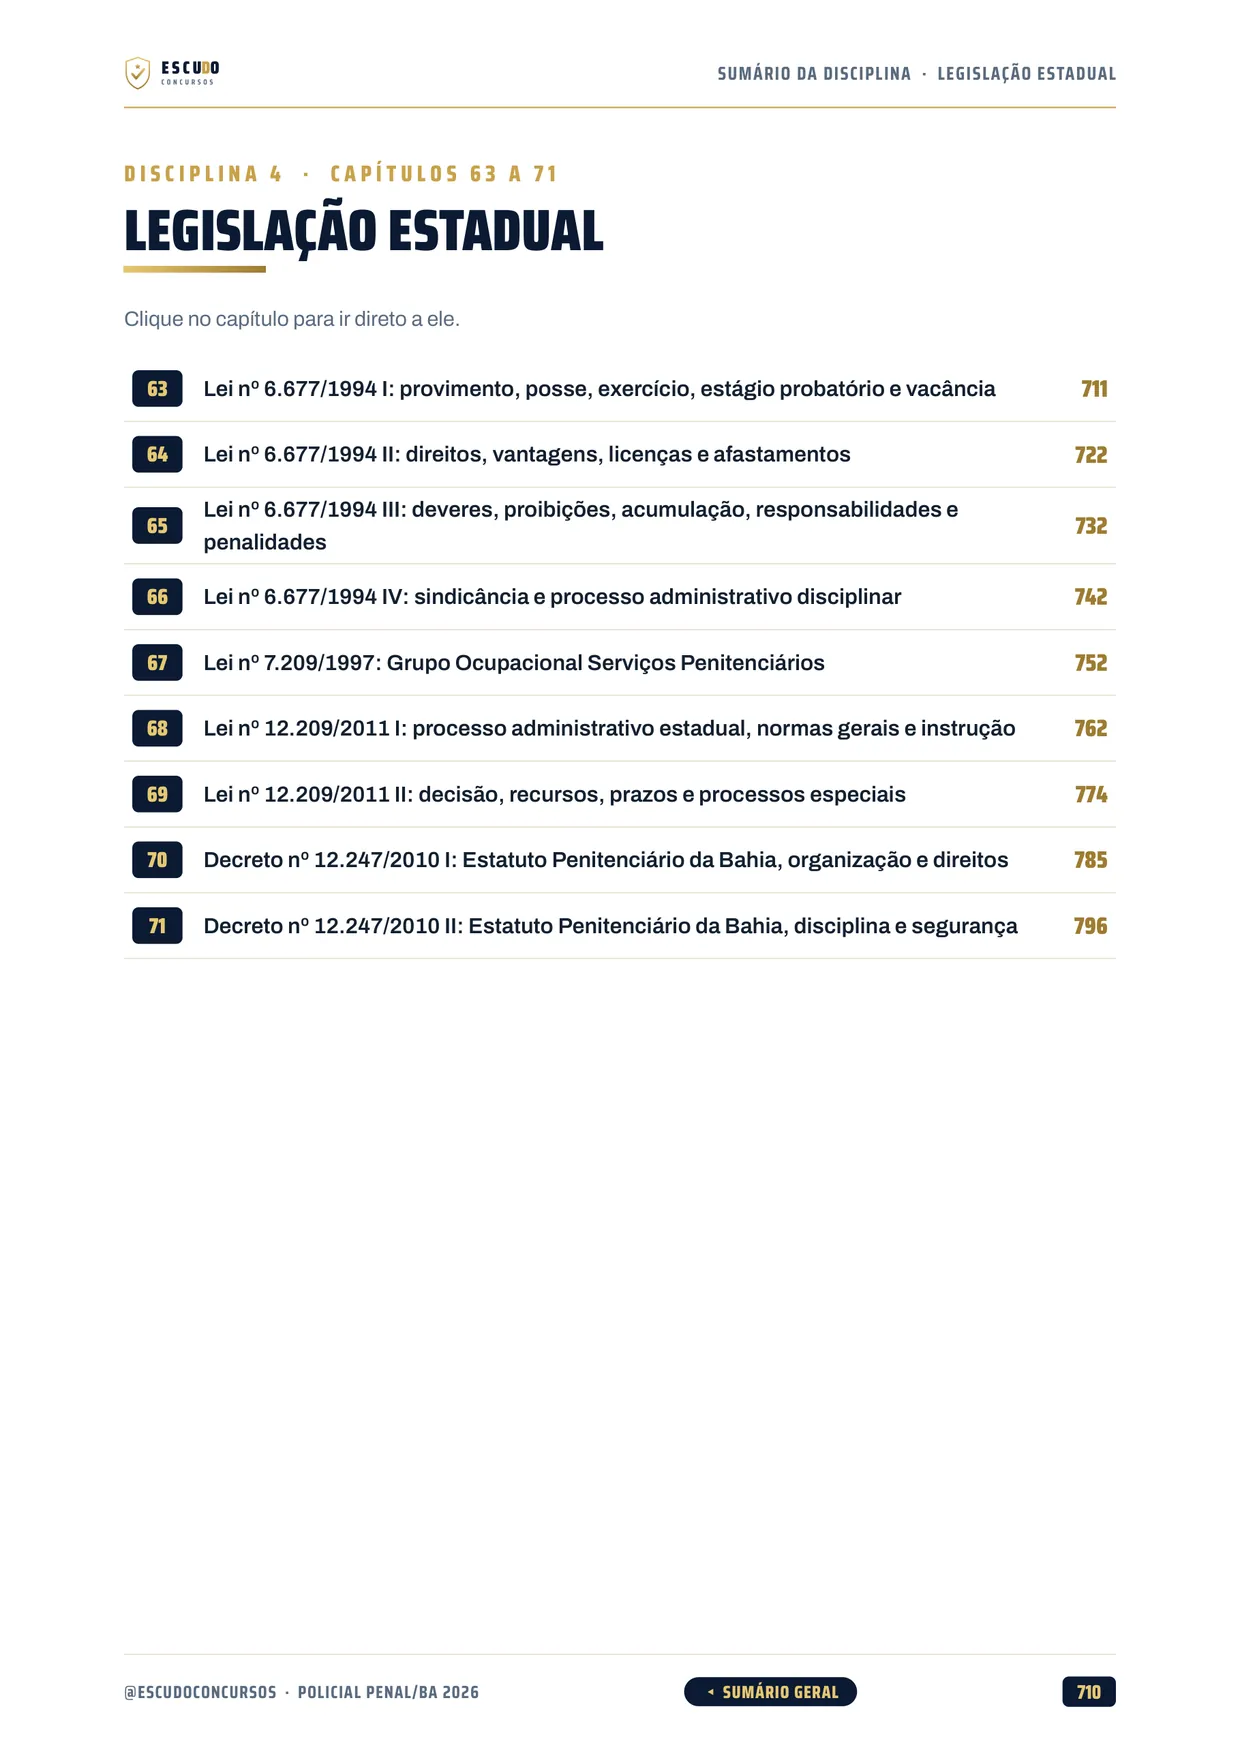 ESCUDO
CONCURSOS
SUMÁRIO DA DISCIPLINA · LEGISLAÇÃO ESTADUAL
DISCIPLINA 4 · CAPÍTULOS 63 A 71
LEGISLAÇÃO ESTADUAL
Clique no capítulo para ir direto a ele.
63 Lei nº 6.677/1994 I: provimento, posse, exercício, estágio probatório e vacância 711
64 Lei nº 6.677/1994 II: direitos, vantagens, licenças e afastamentos 722
65 Lei nº 6.677/1994 III: deveres, proibições, acumulação, responsabilidades e
penalidades 732
66 Lei nº 6.677/1994 IV: sindicância e processo administrativo disciplinar 742
67 Lei nº 7.209/1997: Grupo Ocupacional Serviços Penitenciários 752
68 Lei nº 12.209/2011 I: processo administrativo estadual, normas gerais e instrução 762
69 Lei nº 12.209/2011 II: decisão, recursos, prazos e processos especiais 774
70 Decreto nº 12.247/2010 I: Estatuto Penitenciário da Bahia, organização e direitos 785
71 Decreto nº 12.247/2010 II: Estatuto Penitenciário da Bahia, disciplina e segurança 796
@ESCUDOCONCURSOS · POLICIAL PENAL/BA 2026
◂ SUMÁRIO GERAL
710